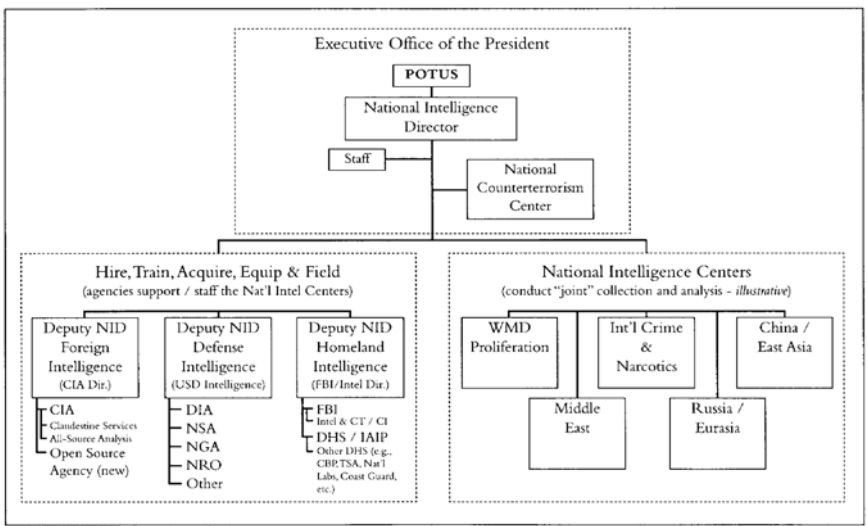 Executive Office of the President
POTUS
National Intelligence
Director
Staff
National
Counterterrorism
Center
Hire, Train, Acquire, Equip & Field
(agencies support / staff the Nat'l Intel Centers)
Deputy NID
Foreign
Intelligence
(CIA Dir.)
CIA
Clandestine Services
All-Source Analysis
Open Source
Agency (new)
Deputy NID
Defense
Intelligence
(USD Intelligence)
DIA
NSA
NGA
NRO
Other
Deputy NID
Homeland
Intelligence
(FBI/Intel Dir.)
FBI
Intel & CT / CI
DHS / IAIP
Other DHS (e.g.,
CBP, TSA, Nat'l
Labs, Coast Guard,
etc.)
National Intelligence Centers
(conduct "joint" collection and analysis - illustrative)
WMD
Proliferation
Int'l Crime
&
Narcotics
China /
East Asia
Middle
East
Russia /
Eurasia